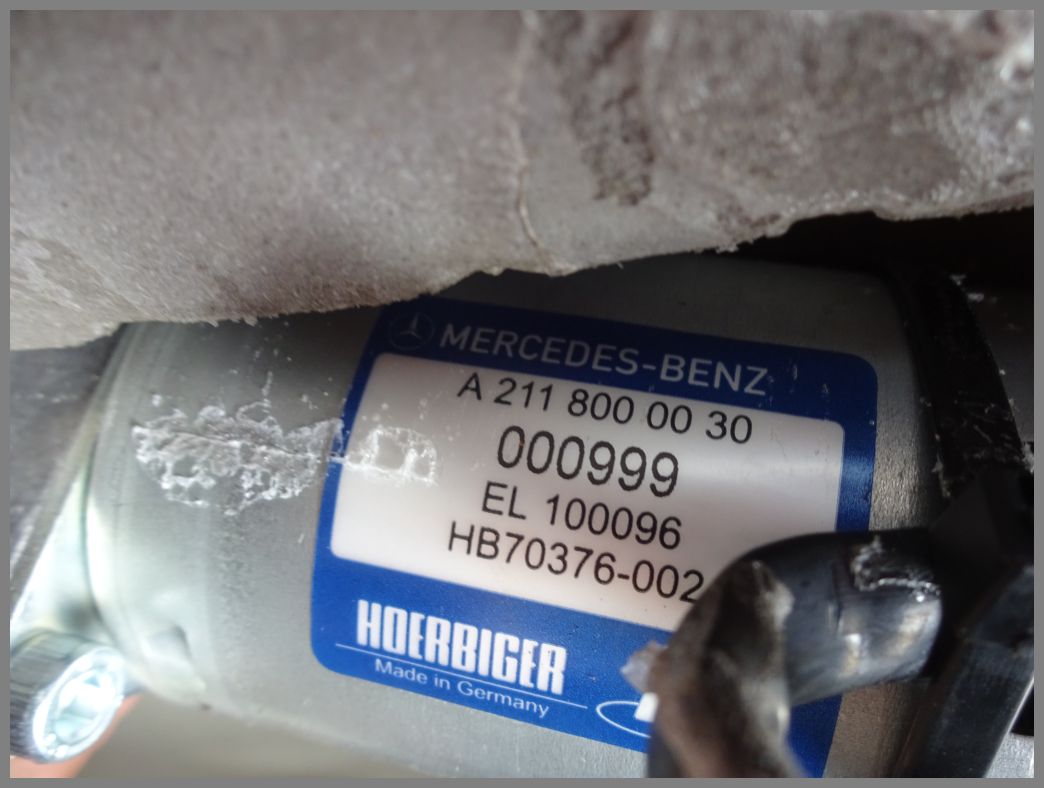 MERCEDES-BENZ
A 211 800 00 30
000999
EL 100096
HB70376-002
HOERBIGER
Made in Germany